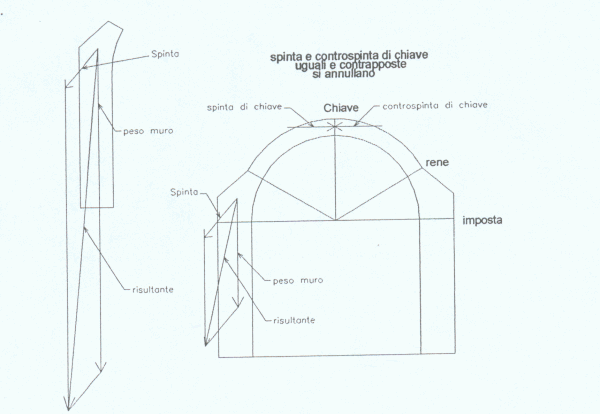 Spinta
peso muro
risultante
spinta e controspinta di chiave
uguali e contrapposte
si annullano
Chiave
spinta di chiave
controspinta di chiave
rene
Spinta
imposta
peso muro
risultante